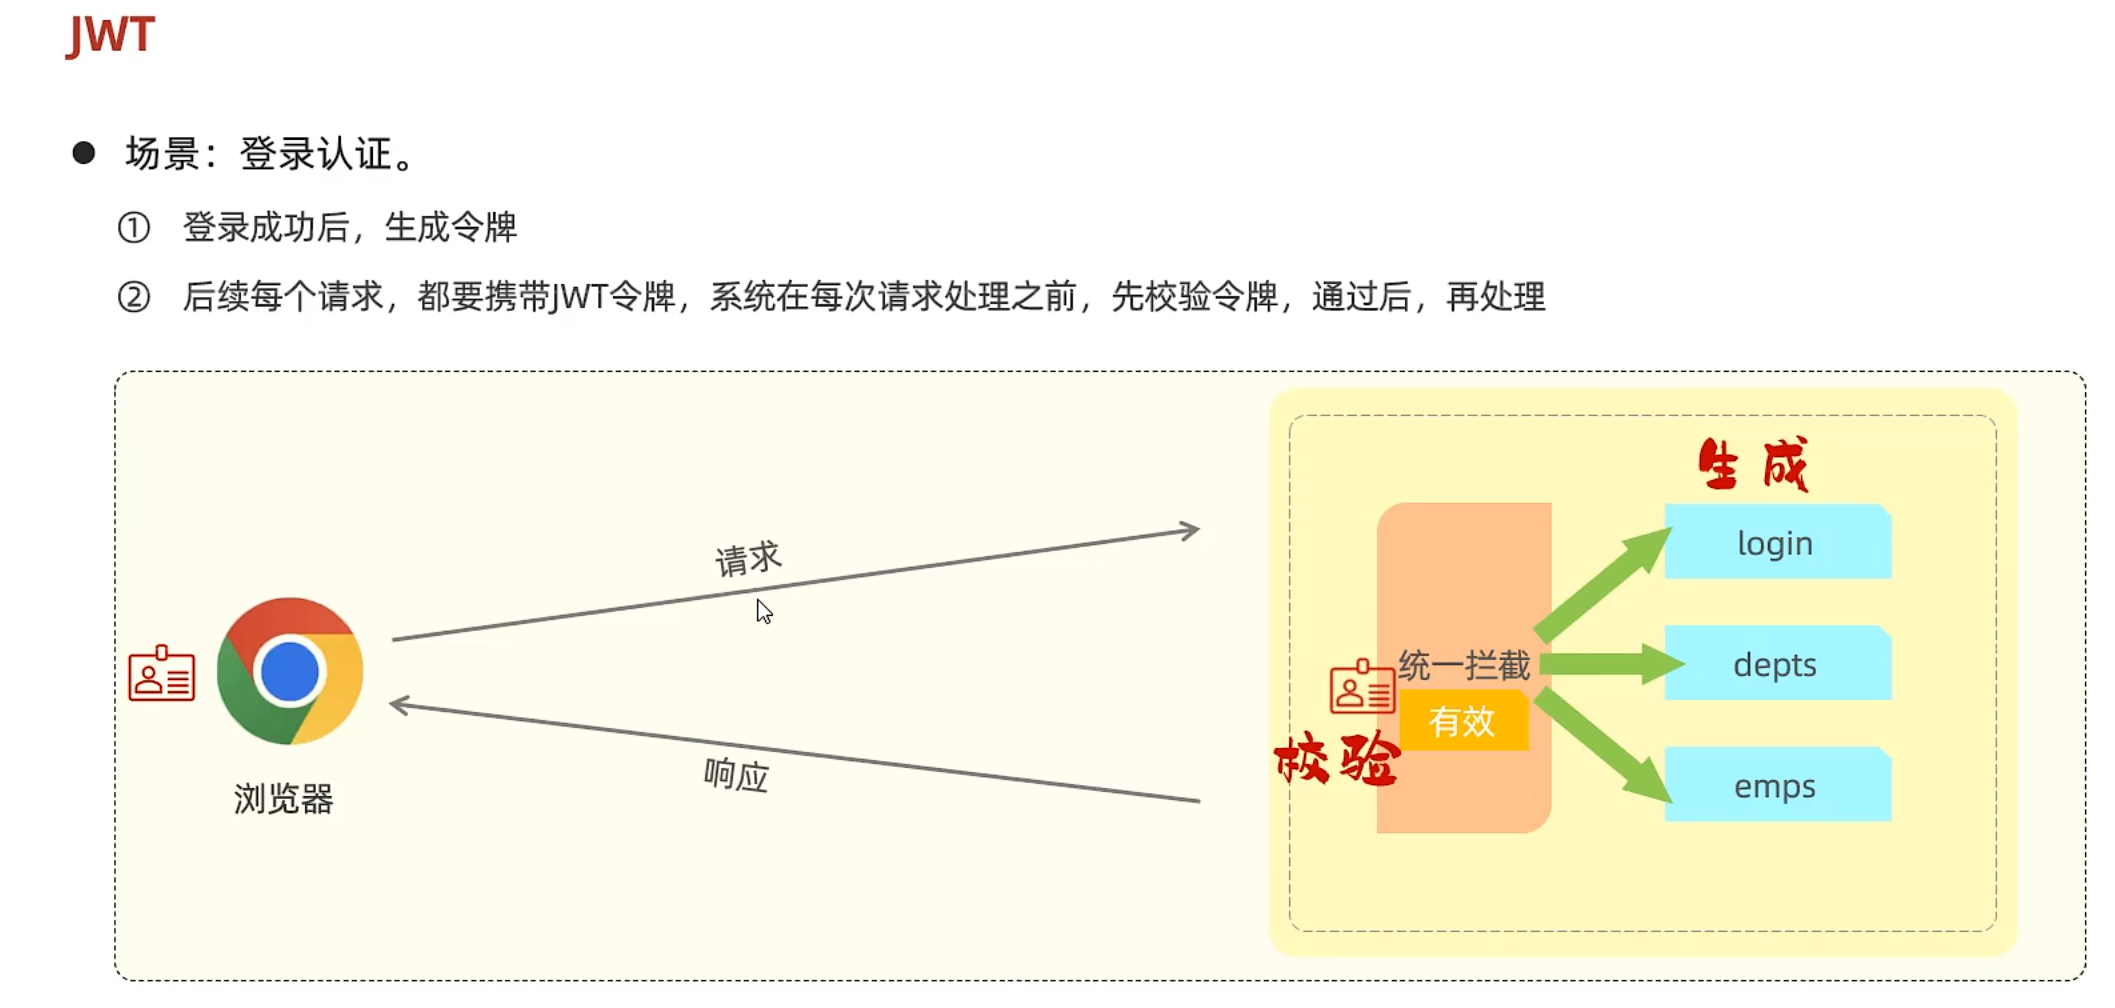 JWT
● 场景：登录认证。
① 登录成功后，生成令牌
② 后续每个请求，都要携带JWT令牌，系统在每次请求处理之前，先校验令牌，通过后，再处理
生成
login
请求
统一拦截
depts
有效
校验
响应
emps
浏览器